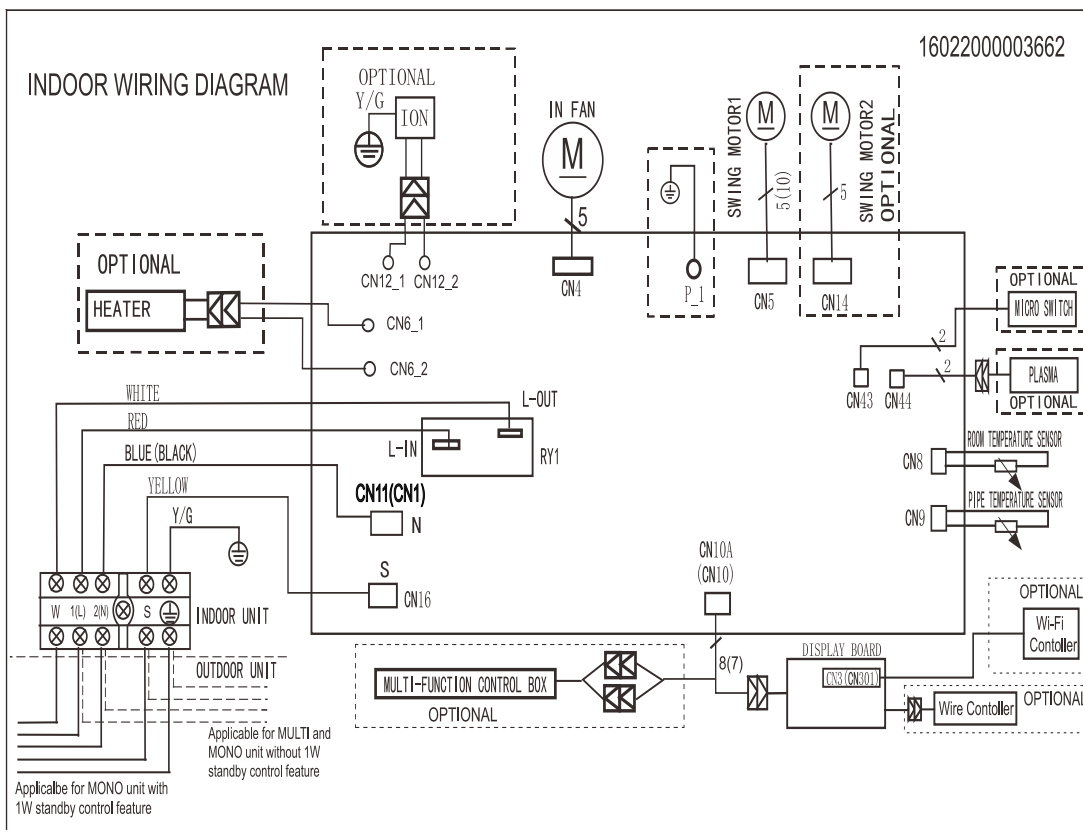 16022000003662
INDOOR WIRING DIAGRAM
OPTIONAL
Y/G
ION
IN FAN
M
5
SWING MOTOR1
M
5(10)
M
5
SWING MOTOR2
OPTIONAL
CN12_1
CN12_2
CN4
P_1
CN5
CN14
OPTIONAL
HEATER
CN6_1
CN6_2
OPTIONAL
MICRO SWITCH
2
2
PLASMA
OPTIONAL
CN43
CN44
WHITE
L-OUT
RED
L-IN
RY1
BLUE(BLACK)
CN8
ROOM TEMPERATURE SENSOR
YELLOW
CN11(CN1)
N
CN9
PIPE TEMPERATURE SENSOR
Y/G
S
CN16
CN10A
(CN10)
W
1(L)
2(N)
S
INDOOR UNIT
OUTDOOR UNIT
8(7)
DISPLAY BOARD
CN3(CN301)
OPTIONAL
Wi-Fi
Contoller
MULTI-FUNCTION CONTROL BOX
OPTIONAL
Wire Contoller
OPTIONAL
Applicable for MULTI and
MONO unit without 1W
standby control feature
Applicalbe for MONO unit with
1W standby control feature